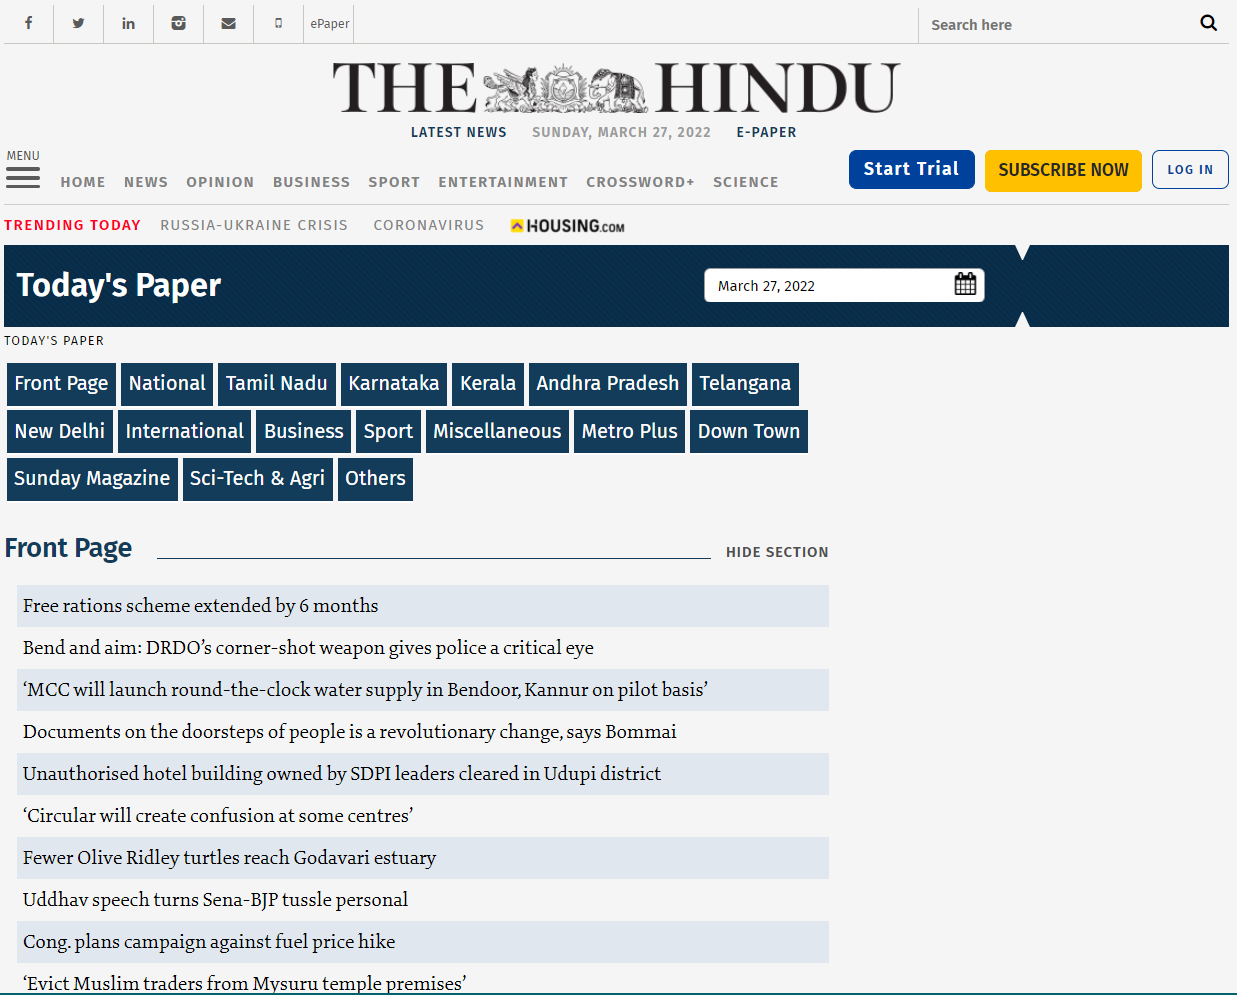 ePaper
Search here
THE HINDU
LATEST NEWS SUNDAY, MARCH 27, 2022 E-PAPER
MENU
HOME NEWS OPINION BUSINESS SPORT ENTERTAINMENT CROSSWORD+ SCIENCE
Start Trial SUBSCRIBE NOW LOG IN
TRENDING TODAY RUSSIA-UKRAINE CRISIS CORONAVIRUS HOUSING.COM
Today's Paper March 27, 2022
TODAY'S PAPER
Front Page National Tamil Nadu Karnataka Kerala Andhra Pradesh Telangana
New Delhi International Business Sport Miscellaneous Metro Plus Down Town
Sunday Magazine Sci-Tech & Agri Others
Front Page HIDE SECTION
Free rations scheme extended by 6 months
Bend and aim: DRDO’s corner-shot weapon gives police a critical eye
‘MCC will launch round-the-clock water supply in Bendoor, Kannur on pilot basis’
Documents on the doorsteps of people is a revolutionary change, says Bommai
Unauthorised hotel building owned by SDPI leaders cleared in Udupi district
‘Circular will create confusion at some centres’
Fewer Olive Ridley turtles reach Godavari estuary
Uddhav speech turns Sena-BJP tussle personal
Cong. plans campaign against fuel price hike
‘Evict Muslim traders from Mysuru temple premises’